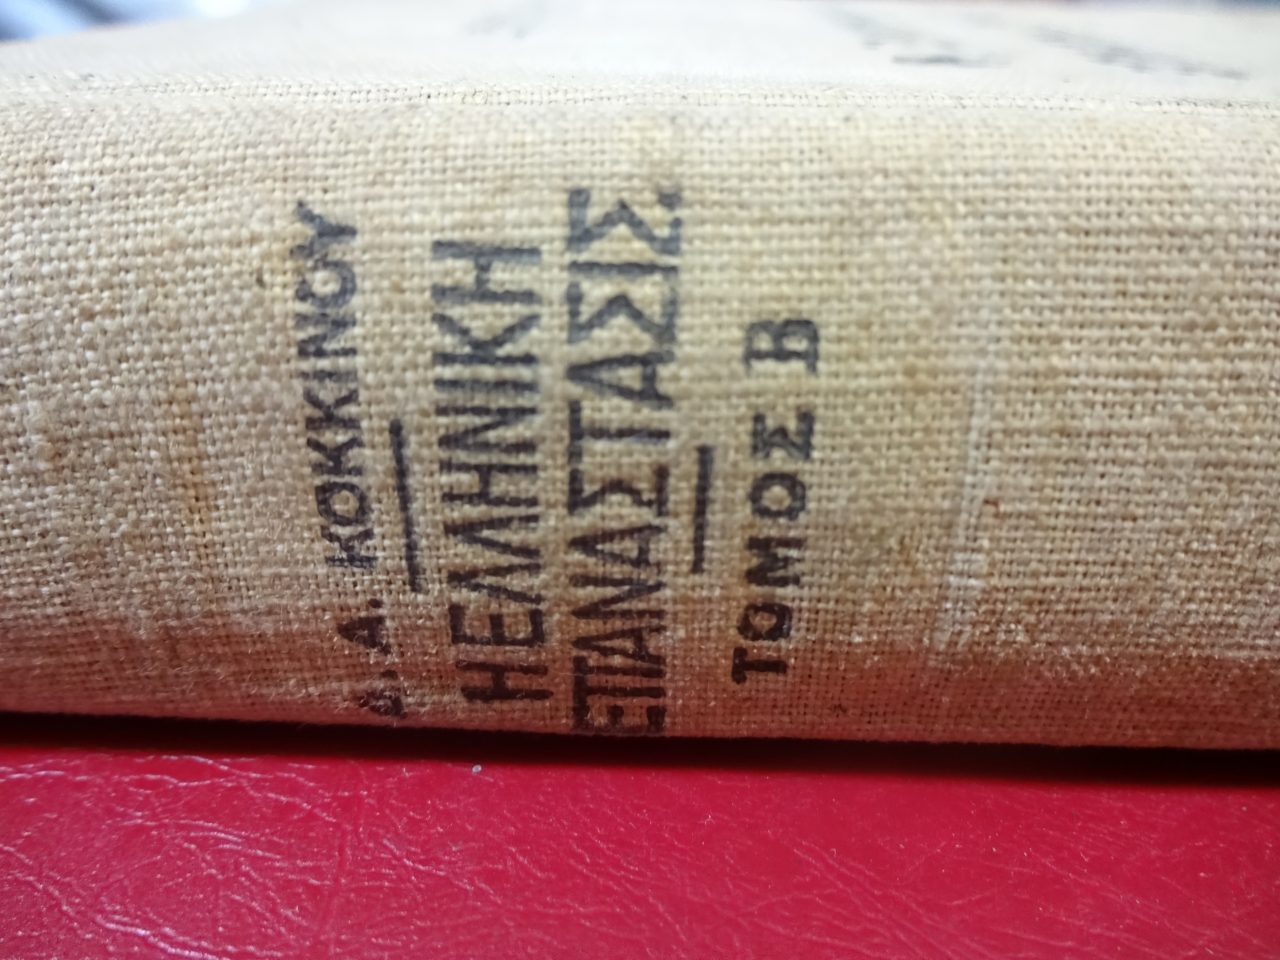 Δ. Α. ΚΟΚΚΙΝΟΥ
Η ΕΛΛΗΝΙΚΗ
ΕΠΑΝΑΣΤΑΣΙΣ.
ΤΟΜΟΣ Β